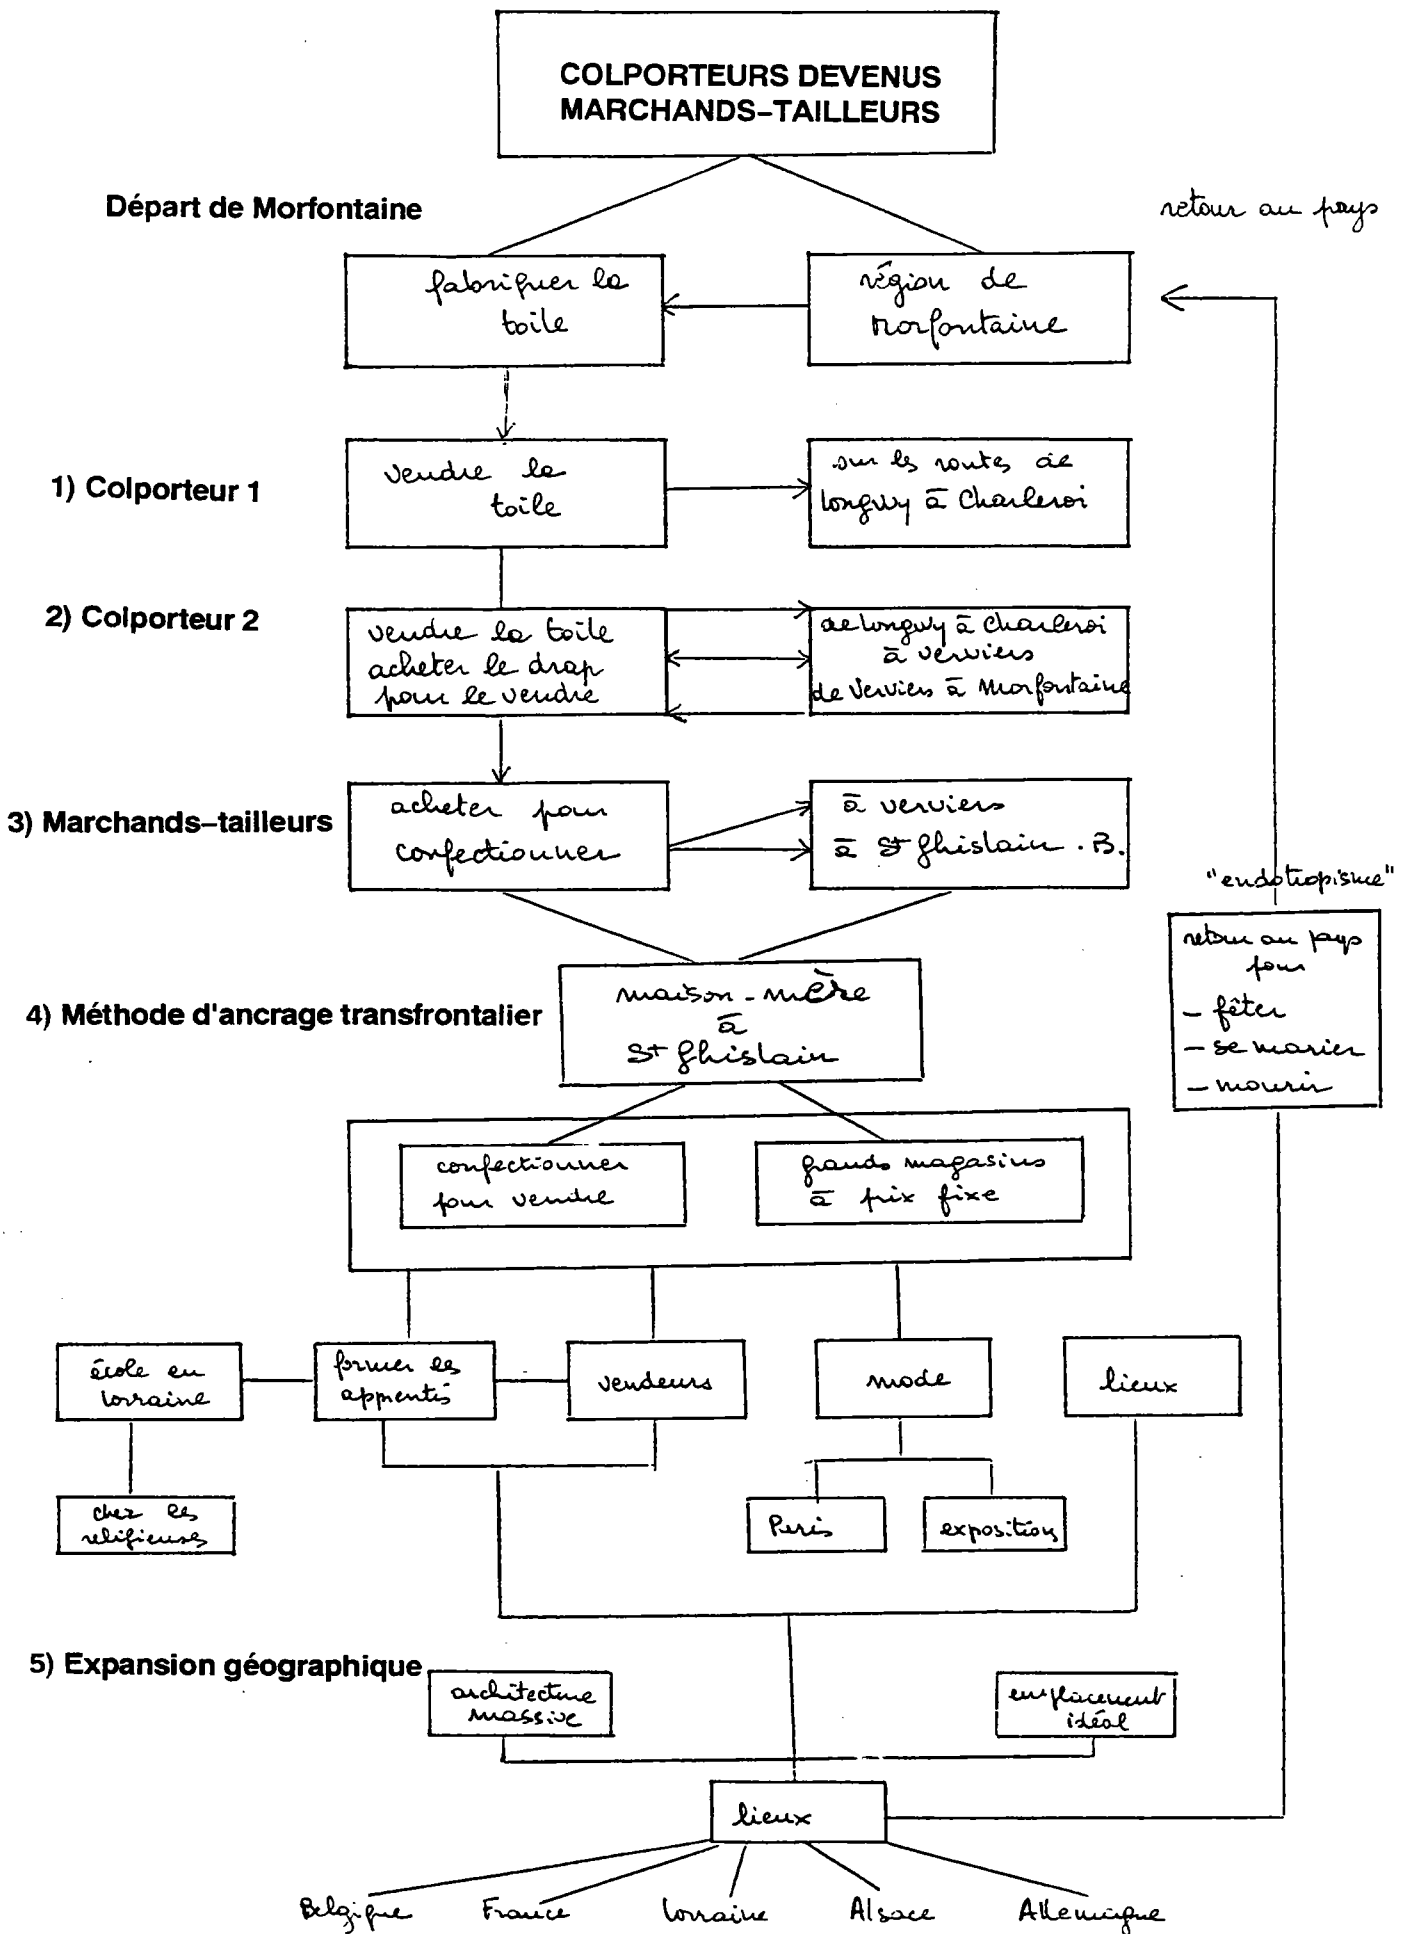 COLPORTEURS DEVENUS
MARCHANDS-TAILLEURS
Départ de Morfontaine
retour au pays
fabriquer la
toile
région de
Morfontaine
1) Colporteur 1
vendre la
toile
sur les routes de
Longwy à Charleroi
2) Colporteur 2
vendre la toile
acheter le drap
pour le vendre
de Longwy à Charleroi
à Verviers
de Verviers à Morfontaine
3) Marchands-tailleurs
acheter pour
confectionner
à Verviers
à St Ghislain . B.
"endotropisme"
retour au pays
pour
- fêter
- se marier
- mourir
4) Méthode d'ancrage transfrontalier
maison-mère
à
St Ghislain
confectionner
pour vendre
grands magasins
à prix fixe
école en
Lorraine
former les
apprentis
vendeurs
mode
lieux
chez les
religieuses
Paris
exposition
5) Expansion géographique
architecture
massive
emplacement
idéal
lieux
Belgique France Lorraine Alsace Allemagne